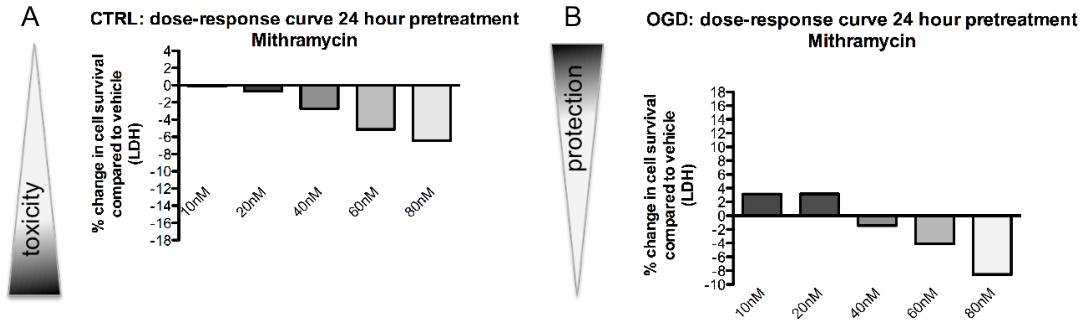 A
CTRL: dose-response curve 24 hour pretreatment
Mithramycin
toxicity
% change in cell survival
compared to vehicle
(LDH)
4
2
0
-2
-4
-6
-8
-10
-12
-14
-16
-18
10nM
20nM
40nM
60nM
80nM
B
OGD: dose-response curve 24 hour pretreatment
Mithramycin
protection
% change in cell survival
compared to vehicle
(LDH)
18
16
14
12
10
8
6
4
2
0
-2
-4
-6
-8
-10
10nM
20nM
40nM
60nM
80nM